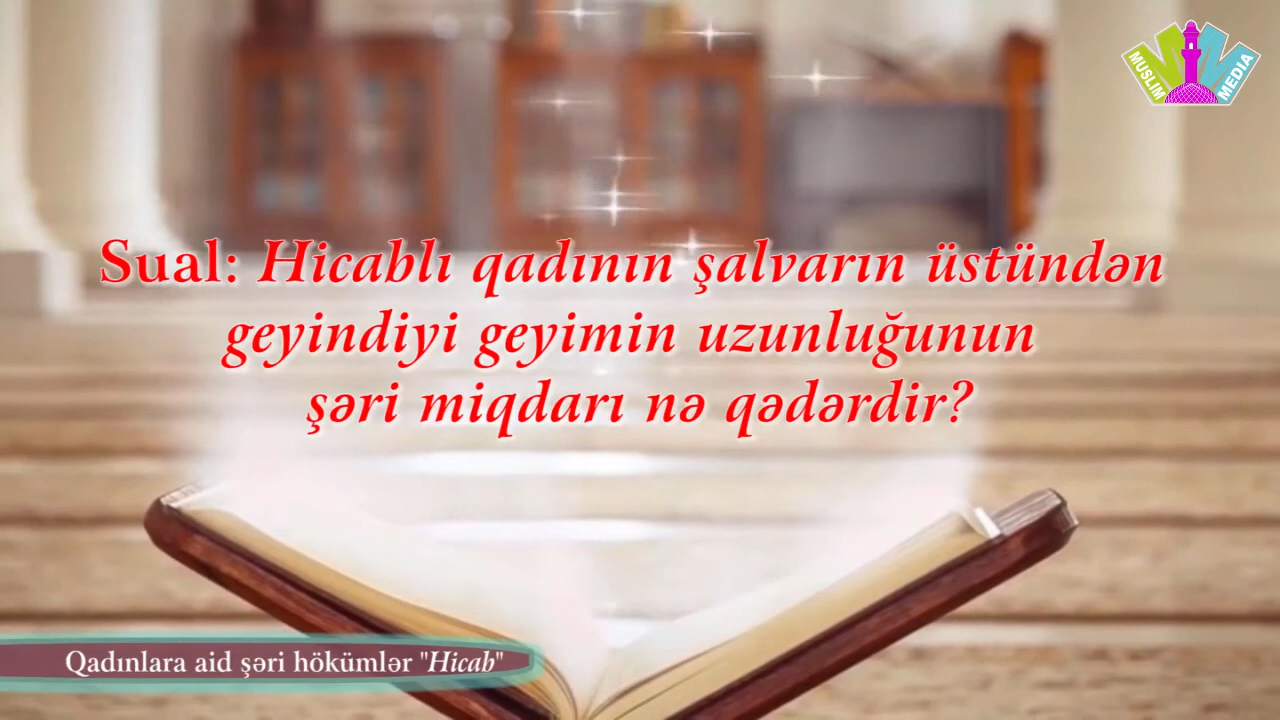 MUSLIM MEDIA
Sual: Hicablı qadının şalvarın üstündən
geyindiyi geyimin uzunluğunun
şəri miqdarı nə qədərdir?
Qadınlara aid şəri hökümlər "Hicab"